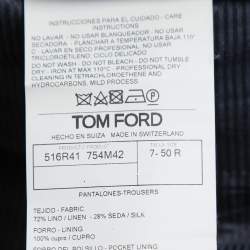 INSTRUCCIONES PARA EL CUIDADO - CARE
INSTRUCTIONS
NO LAVAR - NO USAR BLANQUEADOR - NO USAR
SECADORA - PLANCHAR A TEMPERATURA BAJA 110°
C - LAVAR EN SECO PROFESIONAL - SOLO USAR
TRICLOROETILENO, CICLO DELICADO
DO NOT WASH - DO NOT BLEACH - DO NOT TUMBLE
DRY - IRON AT MAX 110°C - PROFESSIONAL DRY
CLEANING IN TETRACHLOROETHENE AND
HYDROCARBONS, MILD PROCESS
TOM FORD
HECHO EN SUIZA MADE IN SWITZERLAND
516R41 754M42
7- 50 R
PANTALONES-TROUSERS
TEJIDO - FABRIC
72% LINO / LINEN - 28% SEDA / SILK
FORRO - LINING
100% cupro / CUPRO
FORRO DEL BOLSILLO - POCKET LINING